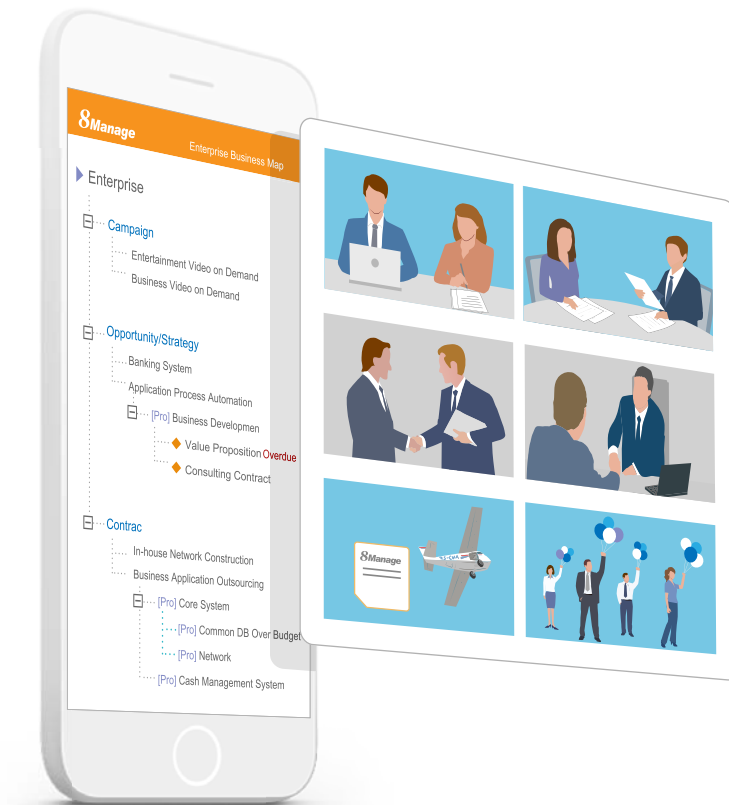 8Manage
Enterprise Business Map
Enterprise
Campaign
Entertainment Video on Demand
Business Video on Demand
Opportunity/Strategy
Banking System
Application Process Automation
[Pro] Business Developmen
Value Proposition Overdue
Consulting Contract
Contrac
In-house Network Construction
Business Application Outsourcing
[Pro] Core System
[Pro] Common DB Over Budget
[Pro] Network
[Pro] Cash Management System
8Manage